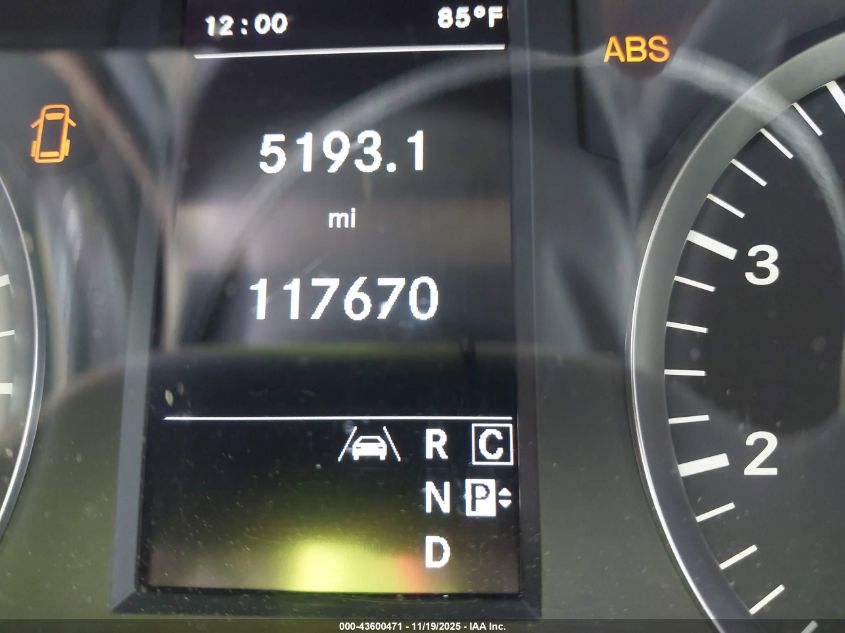 12:00 85°F
ABS
5193.1
mi
3
117670
R C
2
N P
D
000-43600471 - 11/19/2025 - IAA Inc.